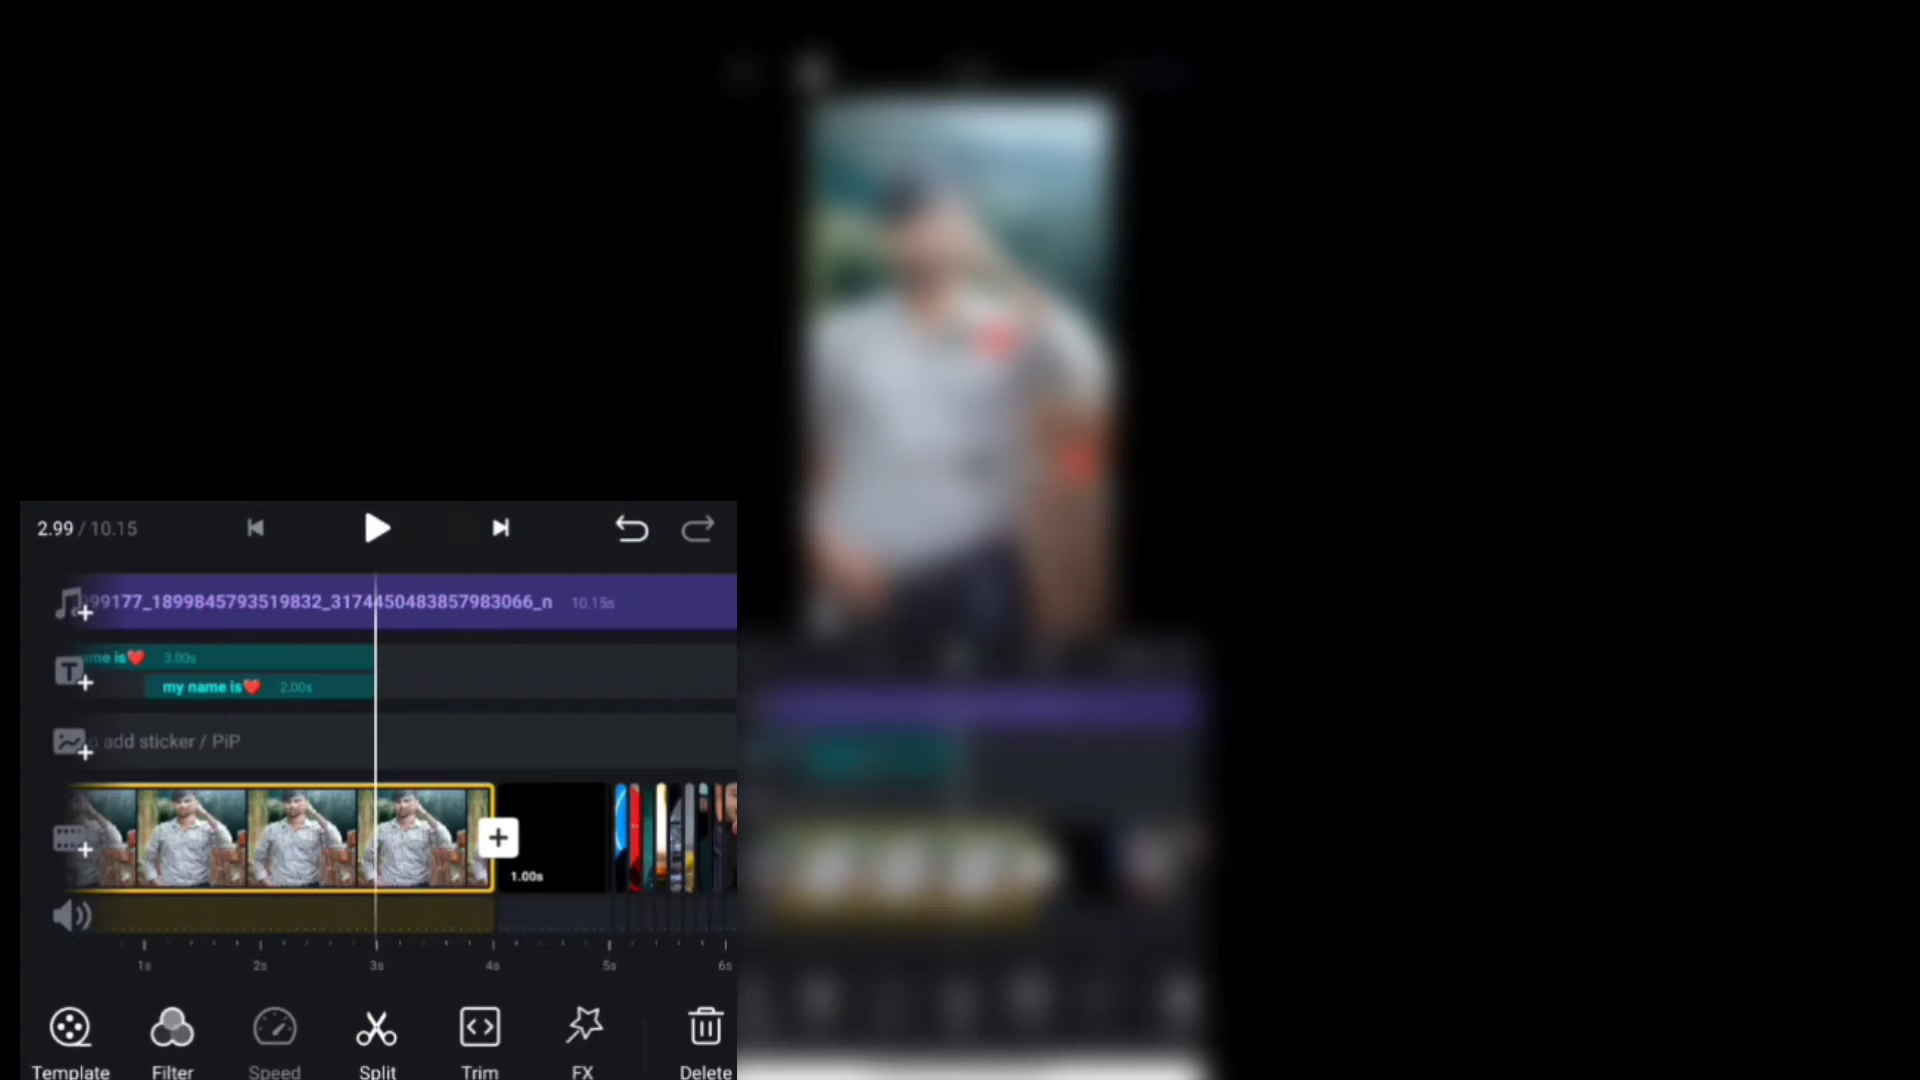 2.99 / 10.15
99177_1899845793519832_3174450483857983066_n 10.15s
me is❤️ 3.00s
my name is❤️ 2.00s
add sticker / PiP
1.00s
1s 2s 3s 4s 5s 6s
Template Filter Speed Split Trim FX Delete